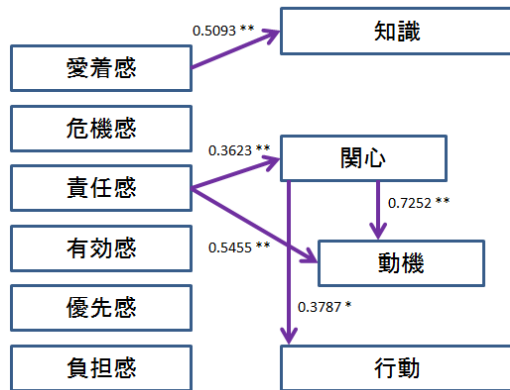 0.5093 **
知識
愛着感
危機感
0.3623 **
関心
責任感
0.7252 **
有効感
0.5455 **
動機
優先感
0.3787 *
負担感
行動